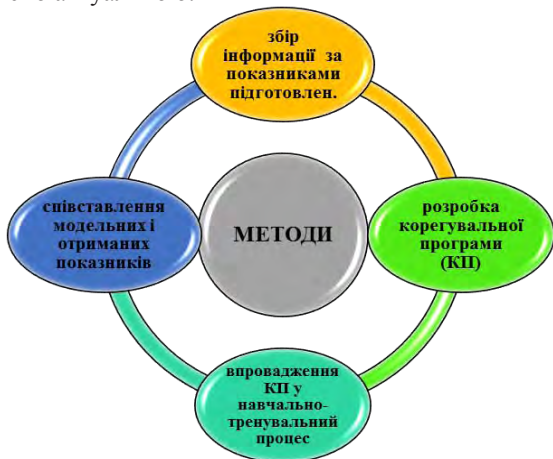 збір
інформації за
показниками
підготовлен.
співставлення
модельних і
отриманих
показників
МЕТОДИ
розробка
корегувальної
програми
(КП)
впровадження
КП у
навчально-
тренувальний
процес